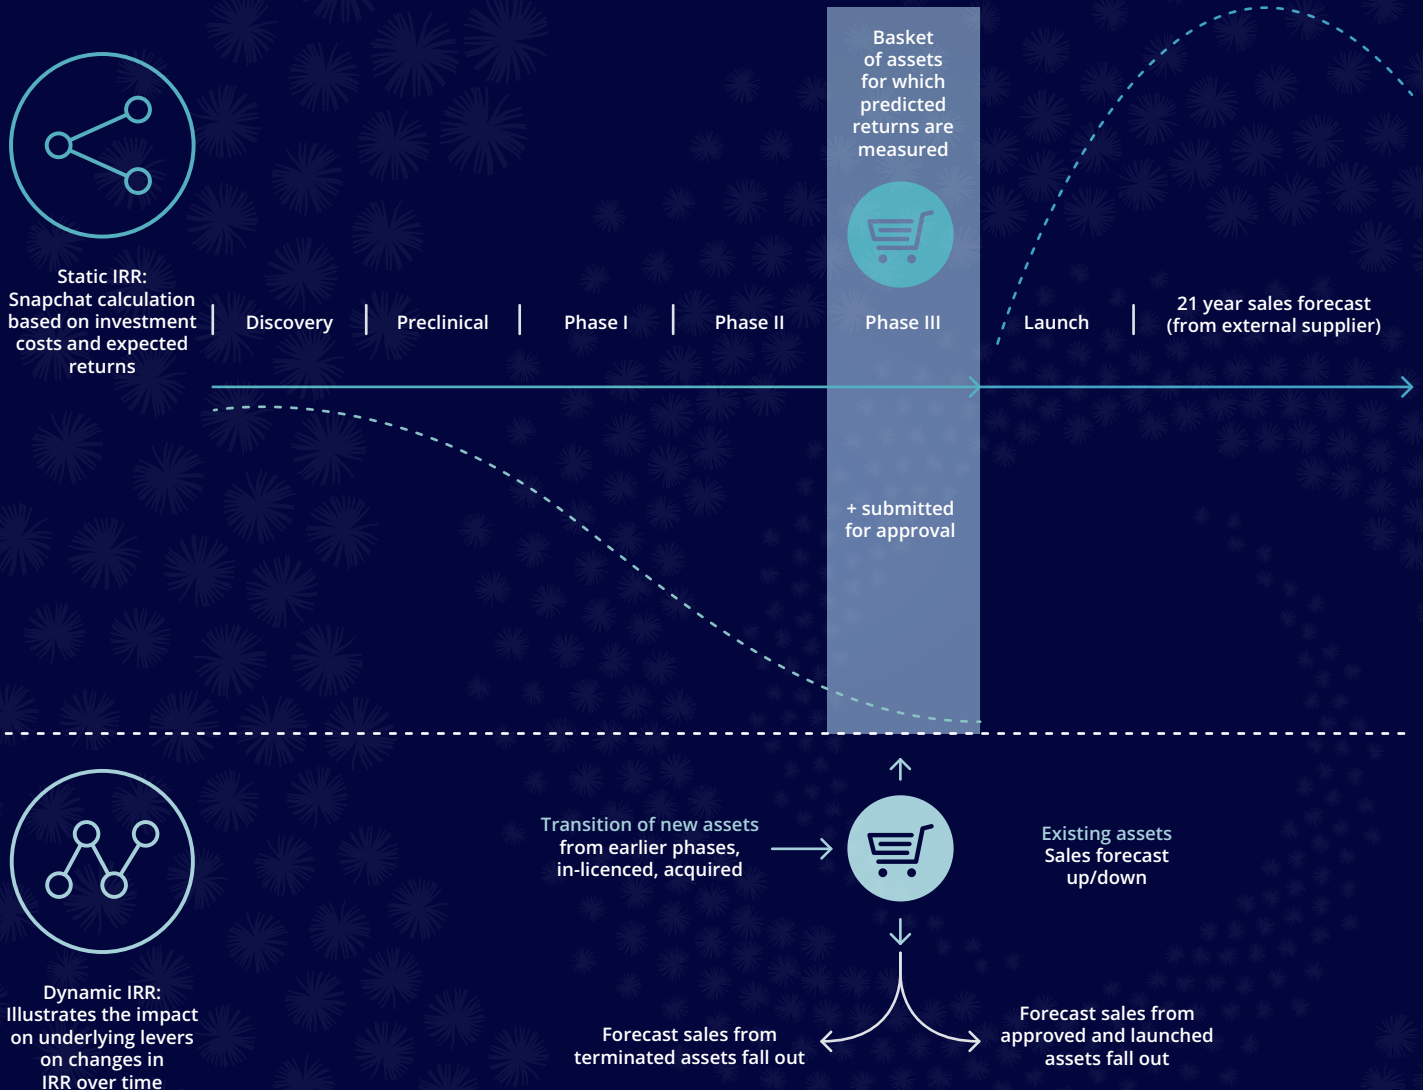 Basket
of assets
for which
predicted
returns are
measured
Static IRR:
Snapchat calculation
based on investment
costs and expected
returns
Discovery
Preclinical
Phase I
Phase II
Phase III
Launch
21 year sales forecast
(from external supplier)
+ submitted
for approval
Dynamic IRR:
Illustrates the impact
on underlying levers
on changes in
IRR over time
Transition of new assets
from earlier phases,
in-licenced, acquired
Existing assets
Sales forecast
up/down
Forecast sales from
terminated assets fall out
Forecast sales from
approved and launched
assets fall out